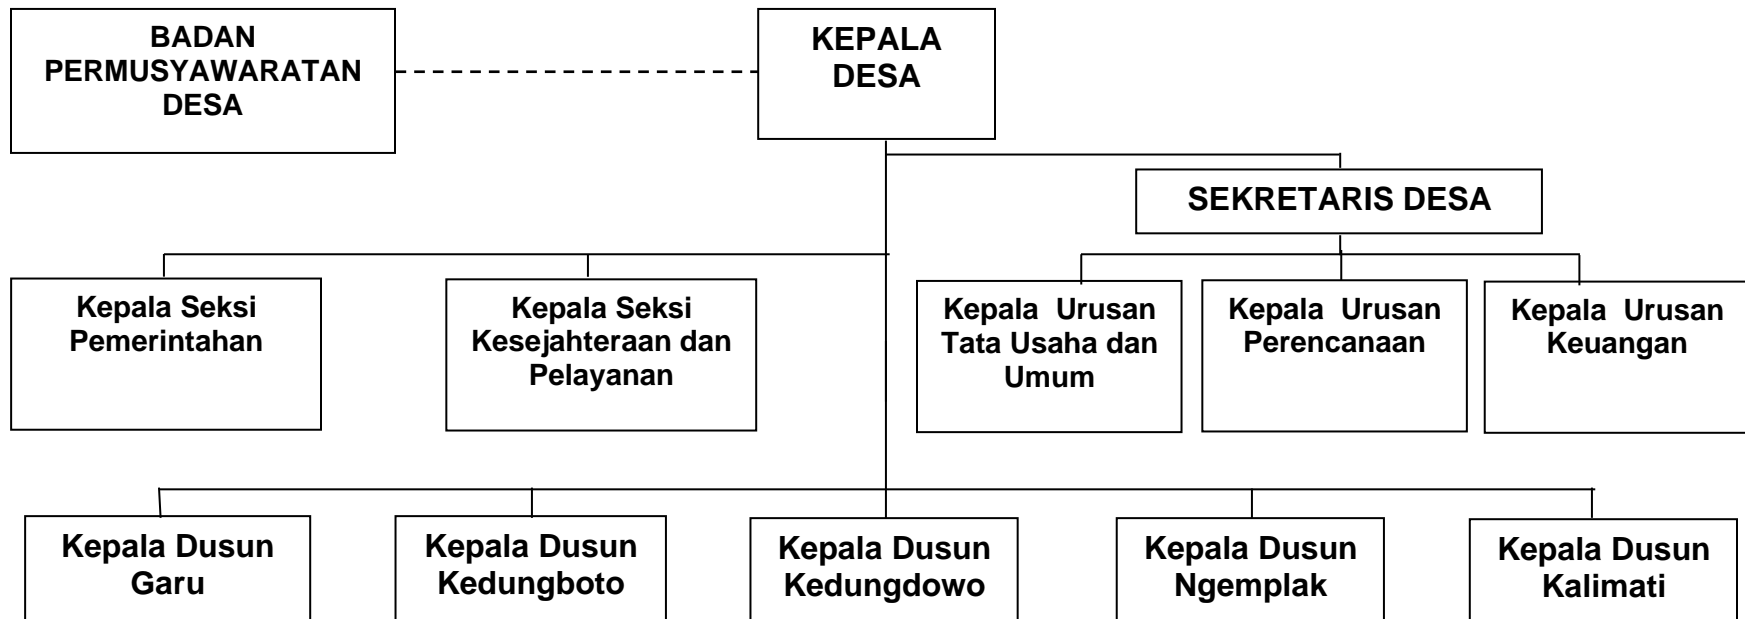 BADAN
PERMUSYAWARATAN
DESA
KEPALA
DESA
SEKRETARIS DESA
Kepala Seksi
Pemerintahan
Kepala Seksi
Kesejahteraan dan
Pelayanan
Kepala  Urusan
Tata Usaha dan
Umum
Kepala  Urusan
Perencanaan
Kepala  Urusan
Keuangan
Kepala Dusun
Garu
Kepala Dusun
Kedungboto
Kepala Dusun
Kedungdowo
Kepala Dusun
Ngemplak
Kepala Dusun
Kalimati